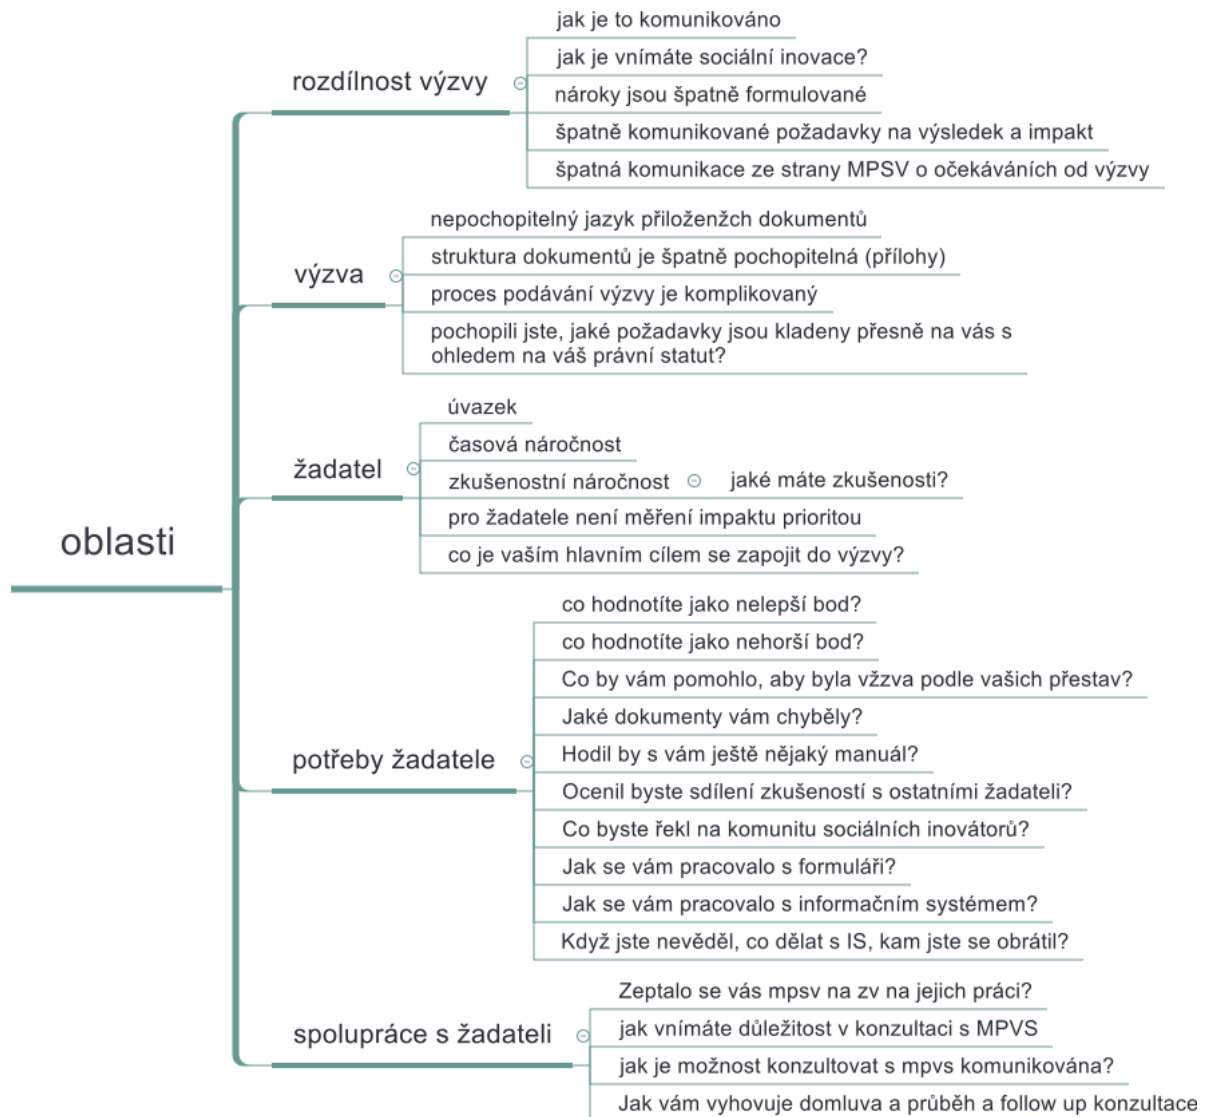 oblasti
rozdílnost výzvy
jak je to komunikováno
jak je vnímáte sociální inovace?
nároky jsou špatně formulované
špatně komunikované požadavky na výsledek a impakt
špatná komunikace ze strany MPSV o očekáváních od výzvy
výzva
nepochopitelný jazyk přiloženžch dokumentů
struktura dokumentů je špatně pochopitelná (přílohy)
proces podávání výzvy je komplikovaný
pochopili jste, jaké požadavky jsou kladeny přesně na vás s
ohledem na váš právní statut?
žadatel
úvazek
časová náročnost
zkušenostní náročnost
jaké máte zkušenosti?
pro žadatele není měření impaktu prioritou
co je vaším hlavním cílem se zapojit do výzvy?
potřeby žadatele
co hodnotíte jako nelepší bod?
co hodnotíte jako nehorší bod?
Co by vám pomohlo, aby byla vžzva podle vašich přestav?
Jaké dokumenty vám chyběly?
Hodil by s vám ještě nějaký manuál?
Ocenil byste sdílení zkušeností s ostatními žadateli?
Co byste řekl na komunitu sociálních inovátorů?
Jak se vám pracovalo s formuláři?
Jak se vám pracovalo s informačním systémem?
Když jste nevěděl, co dělat s IS, kam jste se obrátil?
spolupráce s žadateli
Zeptalo se vás mpsv na zv na jejich práci?
jak vnímáte důležitost v konzultaci s MPVS
jak je možnost konzultovat s mpvs komunikována?
Jak vám vyhovuje domluva a průběh a follow up konzultace